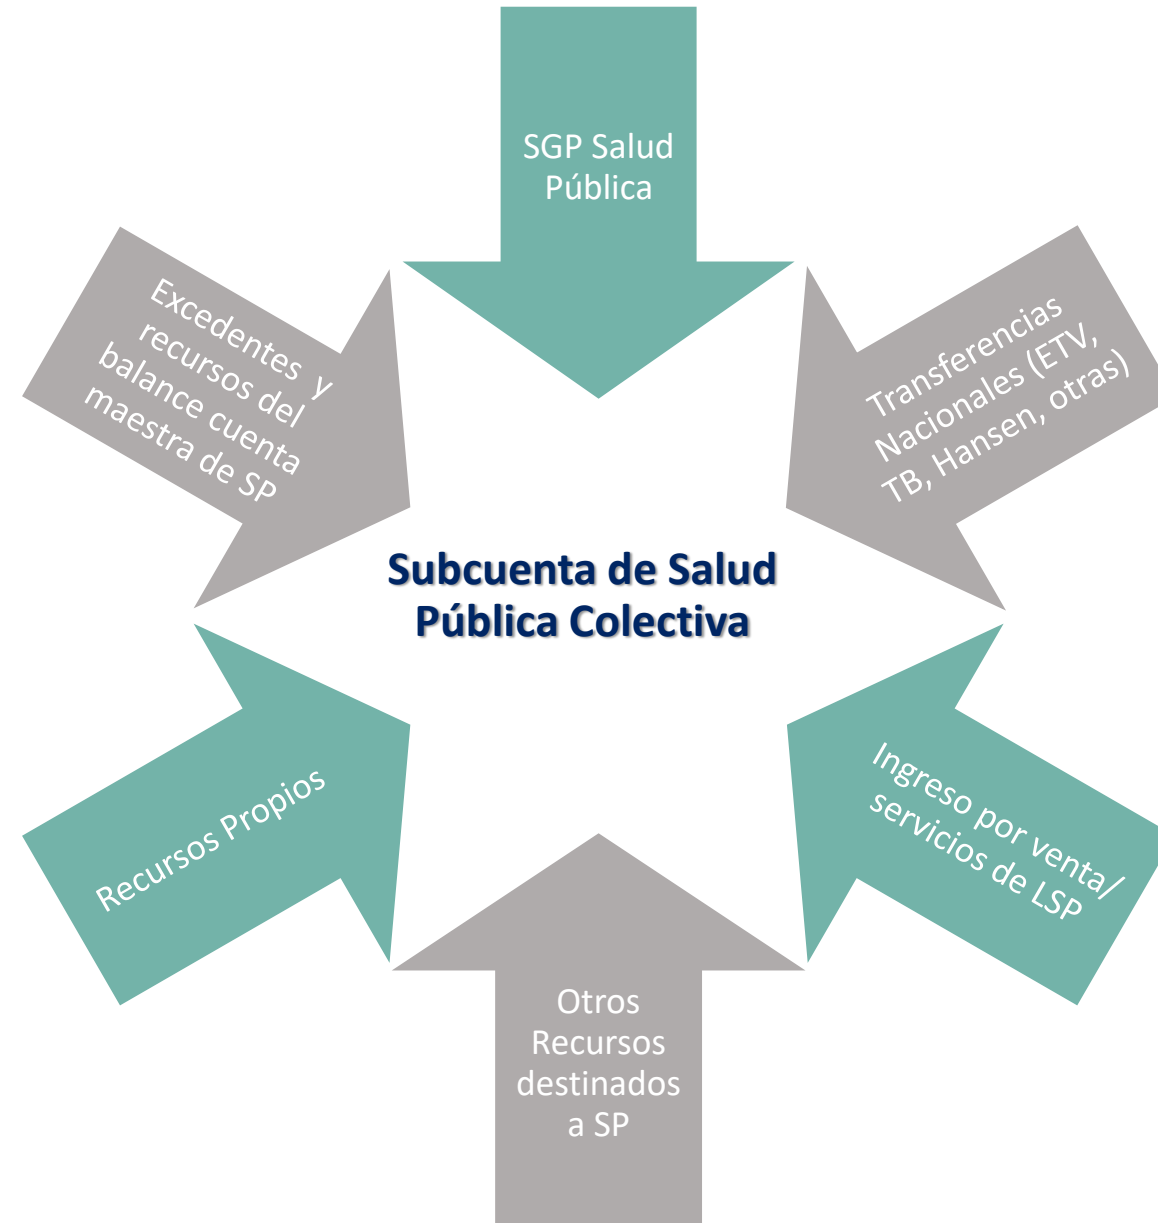 SGP Salud
Pública
Excedentes y
recursos del
balance cuenta
maestra de SP
Transferencias
Nacionales (ETV,
TB, Hansen, otras)
Subcuenta de Salud
Pública Colectiva
Recursos Propios
Ingreso por venta/
servicios de LSP
Otros
Recursos
destinados
a SP